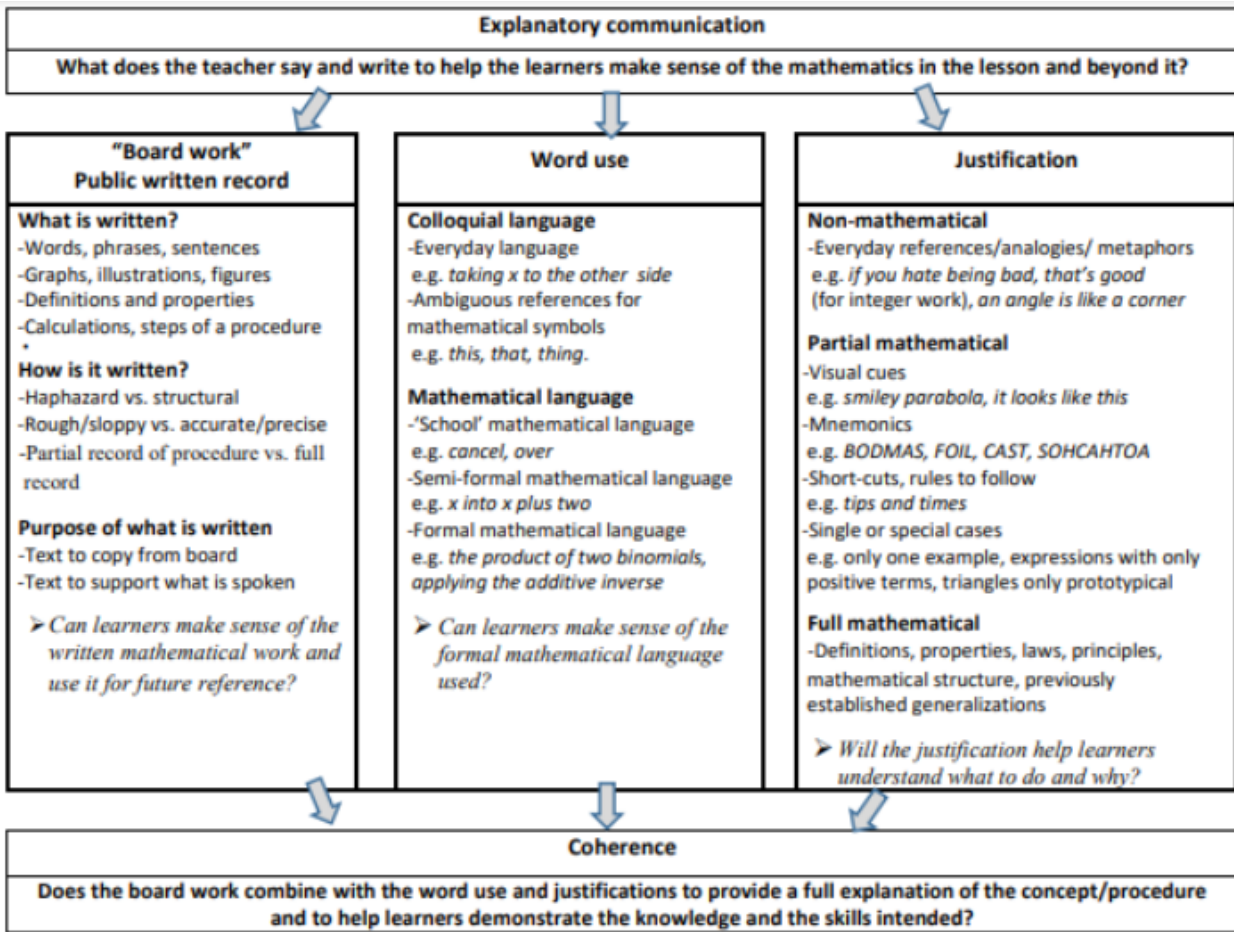 Explanatory communication
What does the teacher say and write to help the learners make sense of the mathematics in the lesson and beyond it?
“Board work”
Public written record
What is written?
-Words, phrases, sentences
-Graphs, illustrations, figures
-Definitions and properties
-Calculations, steps of a procedure
How is it written?
-Haphazard vs. structural
-Rough/sloppy vs. accurate/precise
-Partial record of procedure vs. full
record
Purpose of what is written
-Text to copy from board
-Text to support what is spoken
➢ Can learners make sense of the
written mathematical work and
use it for future reference?
Word use
Colloquial language
-Everyday language
e.g. taking x to the other side
-Ambiguous references for
mathematical symbols
e.g. this, that, thing.
Mathematical language
-‘School’ mathematical language
e.g. cancel, over
-Semi-formal mathematical language
e.g. x into x plus two
-Formal mathematical language
e.g. the product of two binomials,
applying the additive inverse
➢ Can learners make sense of the
formal mathematical language
used?
Justification
Non-mathematical
-Everyday references/analogies/ metaphors
e.g. if you hate being bad, that’s good
(for integer work), an angle is like a corner
Partial mathematical
-Visual cues
e.g. smiley parabola, it looks like this
-Mnemonics
e.g. BODMAS, FOIL, CAST, SOHCAHTOA
-Short-cuts, rules to follow
e.g. tips and times
-Single or special cases
e.g. only one example, expressions with only
positive terms, triangles only prototypical
Full mathematical
-Definitions, properties, laws, principles,
mathematical structure, previously
established generalizations
➢ Will the justification help learners
understand what to do and why?
Coherence
Does the board work combine with the word use and justifications to provide a full explanation of the concept/procedure
and to help learners demonstrate the knowledge and the skills intended?